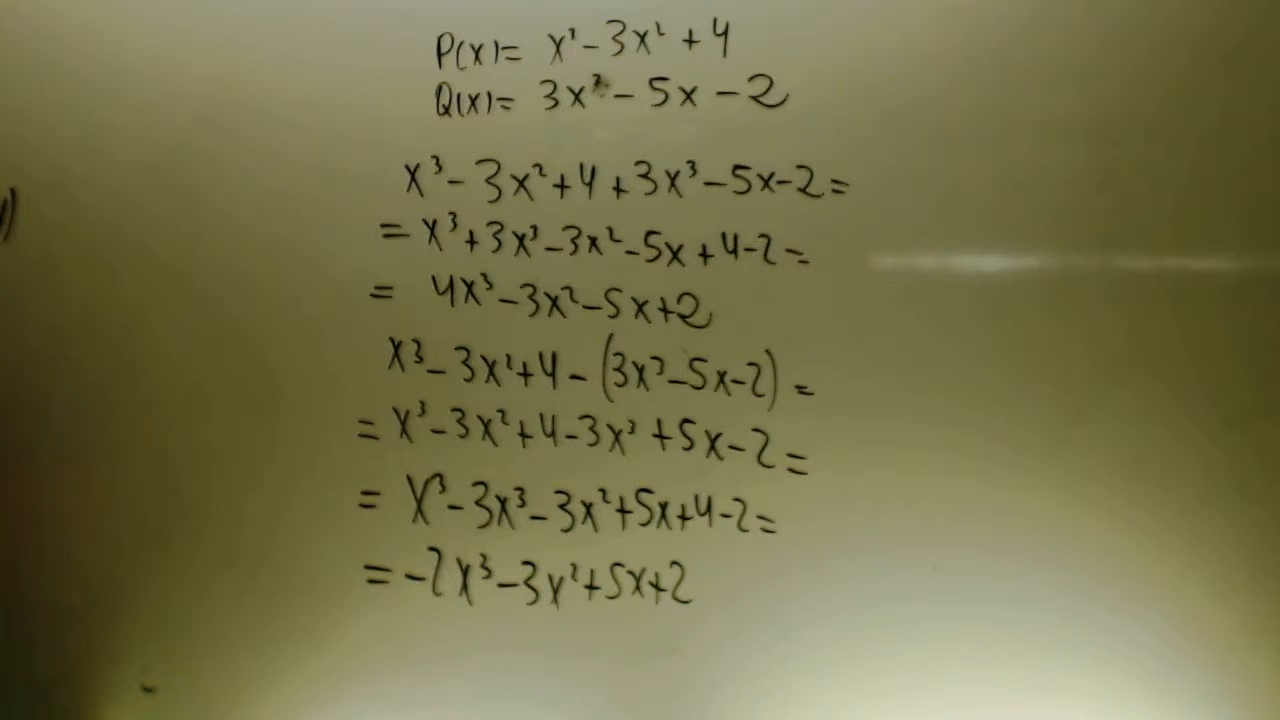 P(x)= x³-3x²+4
Q(x)= 3x³-5x-2
x³-3x²+4+3x³-5x-2=
=x³+3x³-3x²-5x+4-2=
= 4x³-3x²-5x+2
x³-3x²+4-(3x³-5x-2)=
=x³-3x²+4-3x³+5x-2=
= x³-3x³-3x²+5x+4-2=
=-2x³-3x²+5x+2